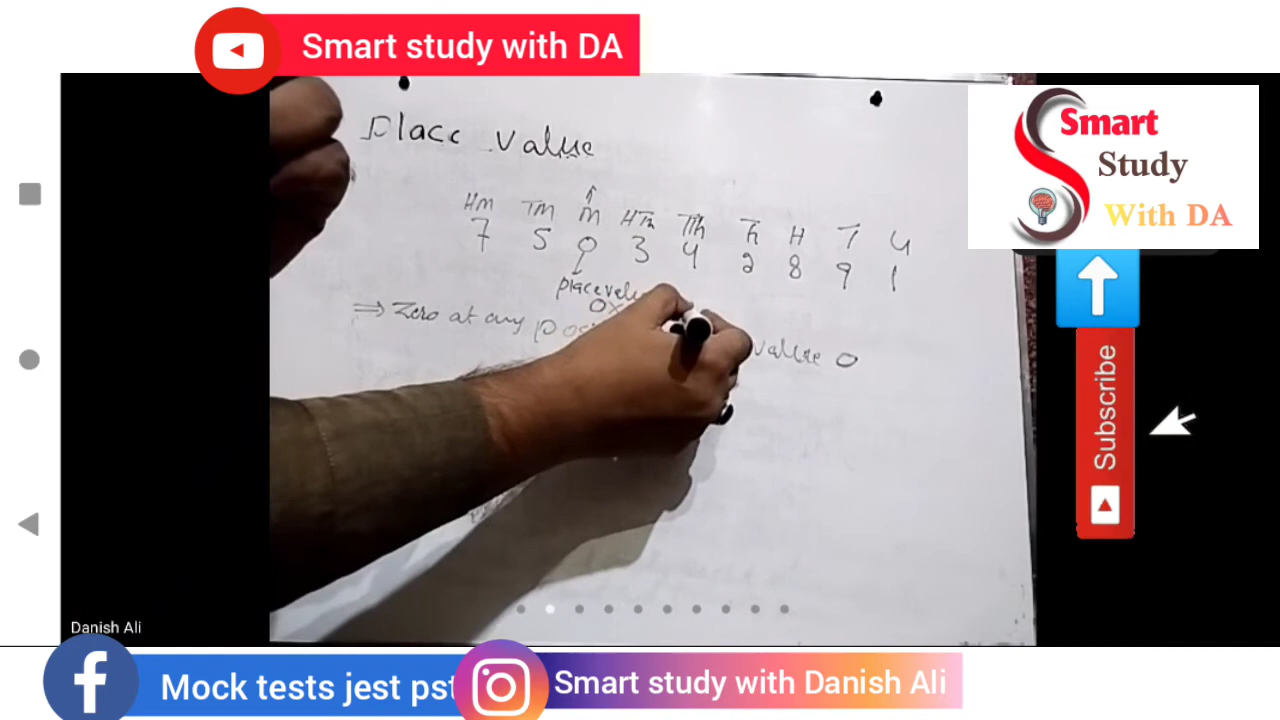 Smart study with DA
Smart
Study
With DA
Place value
HM TM M HTh TTh Th H T U
7 5 0 3 4 2 8 9 1
place
0×
⇒ Zero at any value 0
Subscribe
Danish Ali
Mock tests jest pst
Smart study with Danish Ali